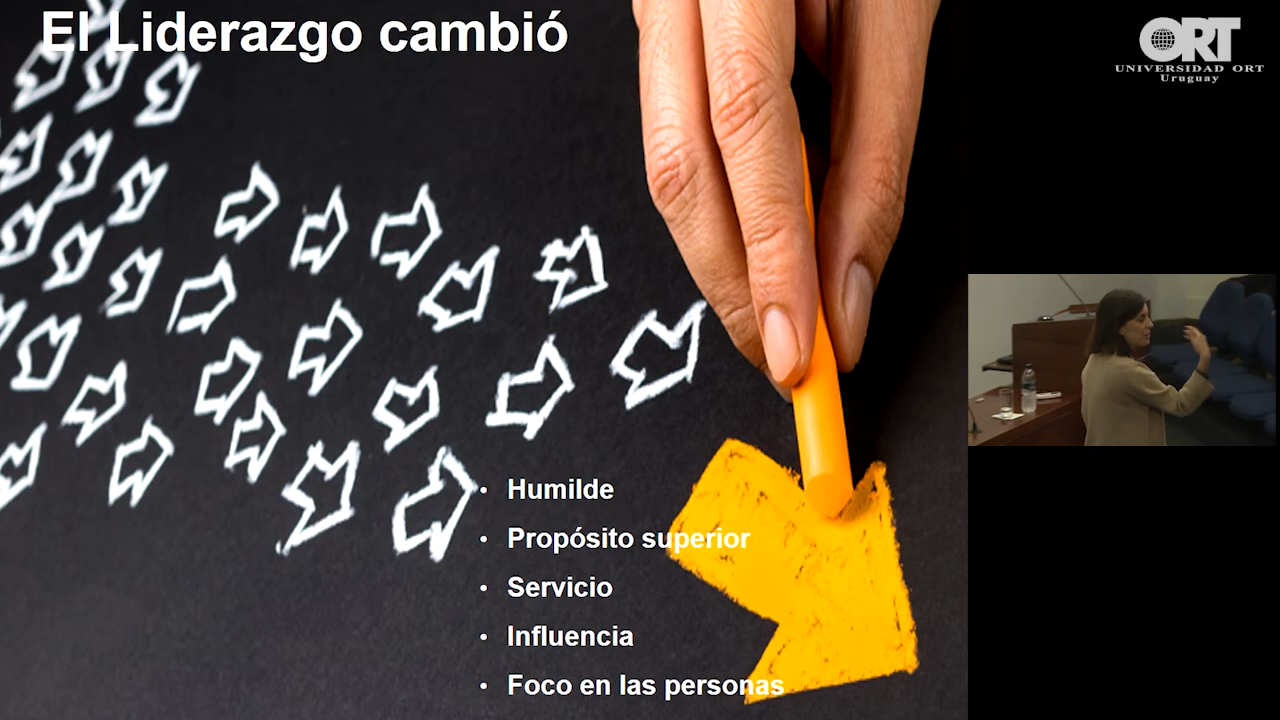 El Liderazgo cambió
ORT
UNIVERSIDAD ORT
Uruguay
• Humilde
• Propósito superior
• Servicio
• Influencia
• Foco en las personas